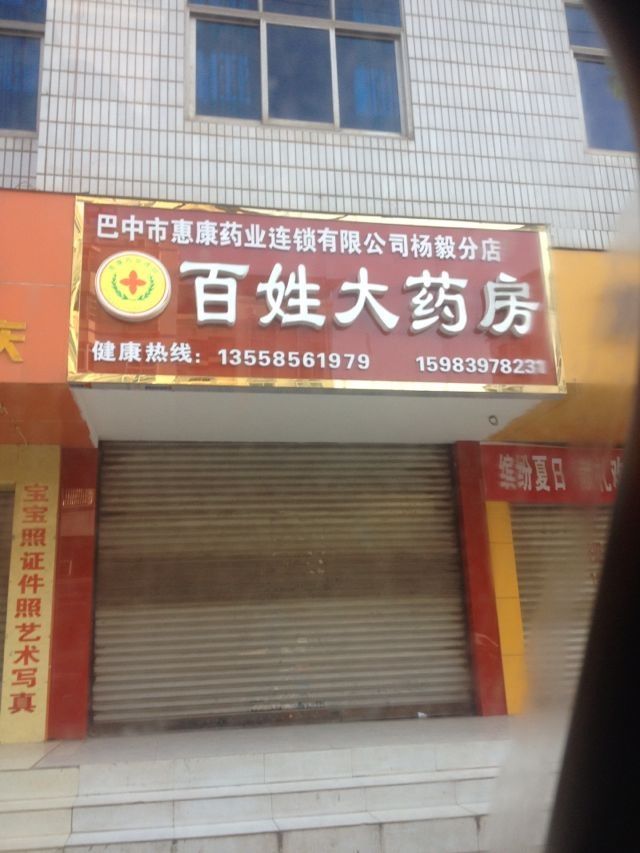 巴中市惠康药业连锁有限公司杨毅分店
百姓大药房
健康热线：13558561979 15983978231
宝宝照证件照艺术写真
缤纷夏日